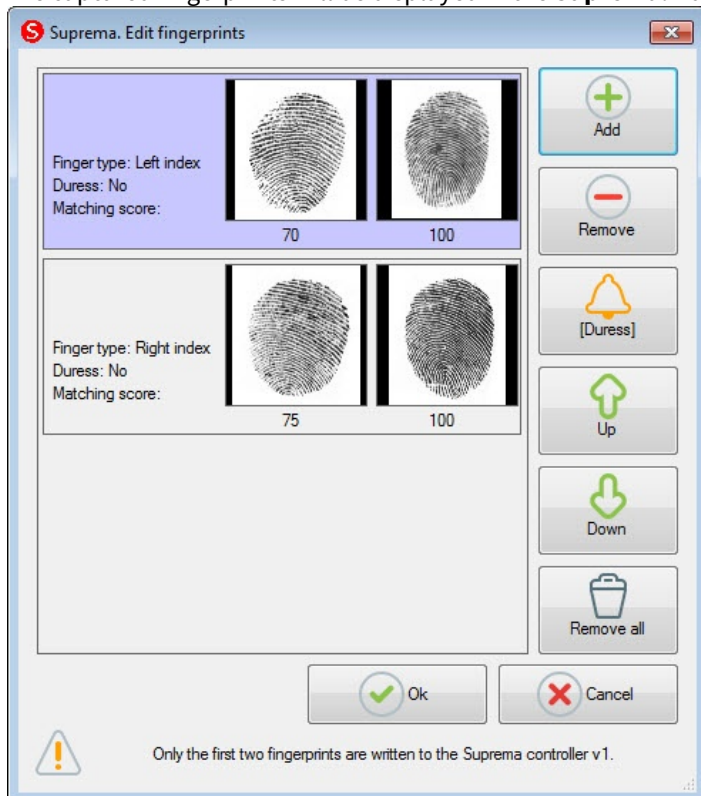 Suprema. Edit fingerprints
Finger type: Left index
Duress: No
Matching score:
70 100
Finger type: Right index
Duress: No
Matching score:
75 100
Add
Remove
[Duress]
Up
Down
Remove all
Ok Cancel
Only the first two fingerprints are written to the Suprema controller v1.